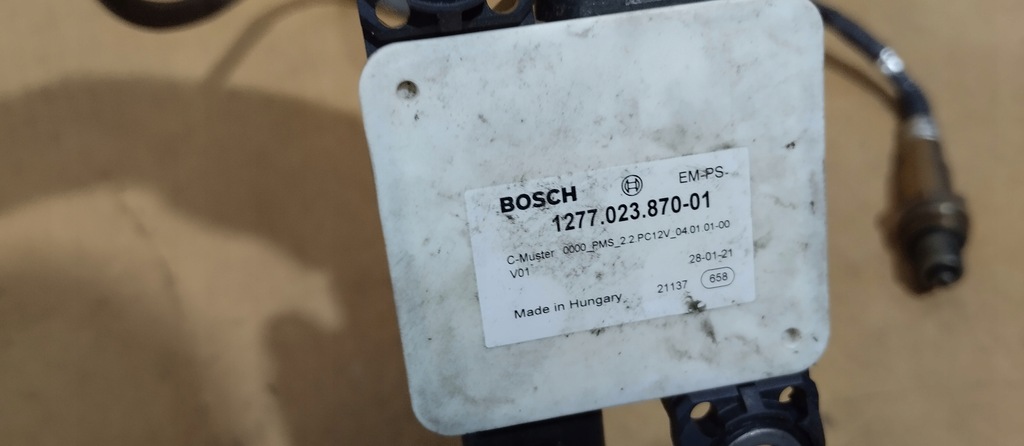 BOSCH EM-PS-
1277.023.870-01
C-Muster 0000_PMS_2.2.PC12V_04.01.01-00
V01 28-01-21
Made in Hungary 21137 658